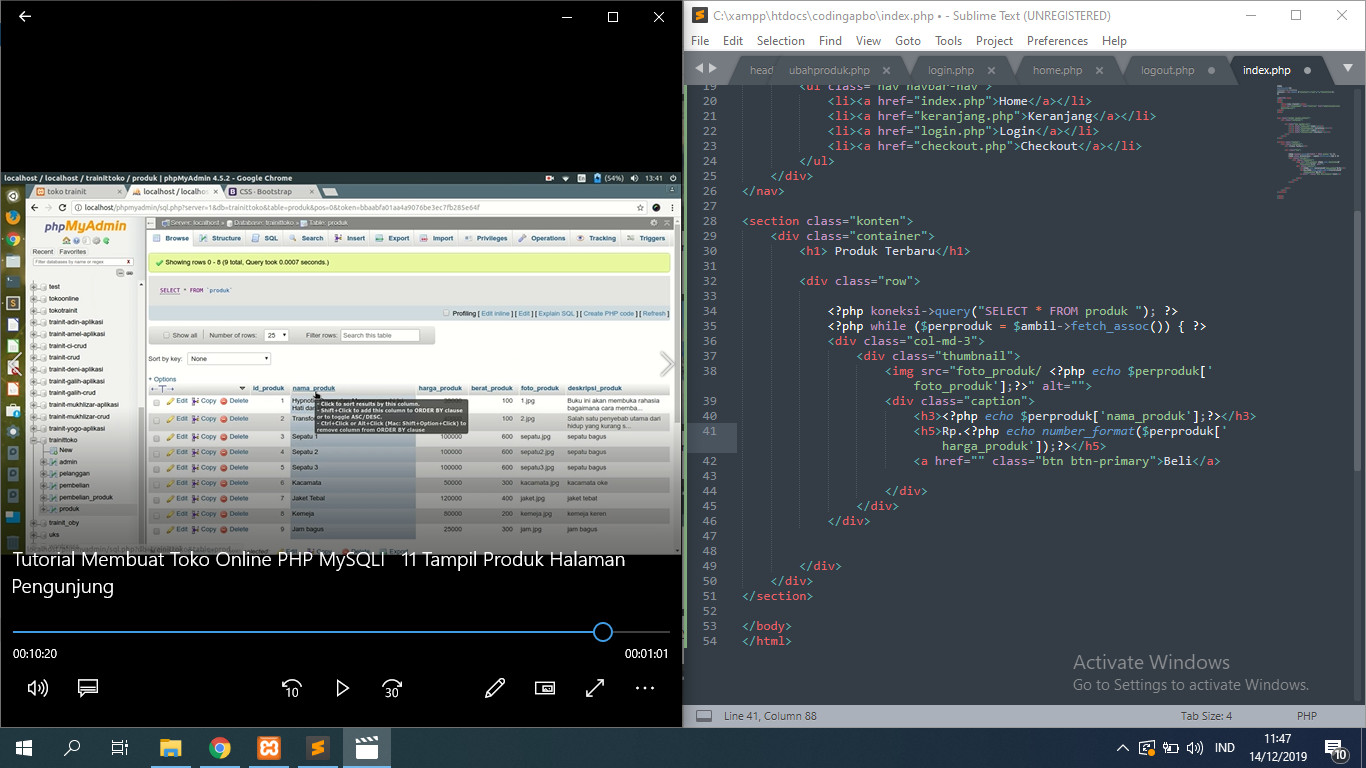 localhost / localhost / trainittoko / produk | phpMyAdmin 4.5.2 - Google Chrome
(54%) 13:41
toko trainit
localhost / localhos
CSS · Bootstrap
localhost/phpmyadmin/sql.php?server=1&db=trainittoko&table=produk&pos=0&token=bbaabfa01aa4a9076be3ec7fb285e64f
phpMyAdmin
Recent Favorites
Filter databases by name or regex X
test
tokoonline
tokotrainit
trainit-adin-aplikasi
trainit-amel-aplikasi
trainit-ci-crud
trainit-crud
trainit-deni-aplikasi
trainit-galih-aplikasi
trainit-galih-crud
trainit-mukhlizar-aplikasi
trainit-mukhlizar-crud
trainit-yogo-aplikasi
trainittoko
New
admin
pelanggan
pembelian
pembelian_produk
produk
trainit_oby
uks
Server: localhost » Database: trainittoko » Table: produk
Browse Structure SQL Search Insert Export Import Privileges Operations Tracking Triggers
Showing rows 0 - 8 (9 total, Query took 0.0007 seconds.)
SELECT * FROM `produk`
Profiling [ Edit inline ] [ Edit ] [ Explain SQL ] [ Create PHP code ] [ Refresh ]
Show all Number of rows: 25 Filter rows: Search this table
Sort by key: None
+ Options
id_produk nama_produk harga_produk berat_produk foto_produk deskripsi_produk
Edit Copy Delete 1 Hypnoti 100 1.jpg Buku ini akan membuka rahasia
Hati dar bagaimana cara memba...
Edit Copy Delete 2 Transfo 100 2.jpg Salah satu penyebab utama dari
hidup yang kurang s...
- Click to sort results by this column.
- Shift+Click to add this column to ORDER BY clause
or to toggle ASC/DESC.
- Ctrl+Click or Alt+Click (Mac: Shift+Option+Click) to
remove column from ORDER BY clause
Edit Copy Delete 3 Sepatu 1 100000 100 sepatu.jpg sepatu bagus
Edit Copy Delete 4 Sepatu 2 100000 100 sepatu2.jpg sepatu bagus
Edit Copy Delete 5 Sepatu 3 100000 100 sepatu3.jpg sepatu bagus
Edit Copy Delete 6 Kacamata 50000 300 kacamata.jpg kacamata oke
Edit Copy Delete 7 Jaket Tebal 120000 400 jaket.jpg jaket tebat
Edit Copy Delete 8 Kemeja 80000 200 kemeja.jpg kemeja keren
Edit Copy Delete 9 Jam bagus 25000 300 jam.jpg jam bagus
Tutorial Membuat Toko Online PHP MySQLI 11 Tampil Produk Halaman
Pengunjung
00:10:20 00:01:01
10 30
C:\xampp\htdocs\codingapbo\index.php • - Sublime Text (UNREGISTERED)
File Edit Selection Find View Goto Tools Project Preferences Help
head ubahproduk.php login.php home.php logout.php index.php
19 <ul class="nav navbar-nav">
20 <li><a href="index.php">Home</a></li>
21 <li><a href="keranjang.php">Keranjang</a></li>
22 <li><a href="login.php">Login</a></li>
23 <li><a href="checkout.php">Checkout</a></li>
24 </ul>
25 </div>
26 </nav>
27
28 <section class="konten">
29 <div class="container">
30 <h1> Produk Terbaru</h1>
31
32 <div class="row">
33
34 <?php koneksi->query("SELECT * FROM produk "); ?>
35 <?php while ($perproduk = $ambil->fetch_assoc()) { ?>
36 <div class="col-md-3">
37 <div class="thumbnail">
38 <img src="foto_produk/ <?php echo $perproduk['
foto_produk'];?>" alt="">
39 <div class="caption">
40 <h3><?php echo $perproduk['nama_produk'];?></h3>
41 <h5>Rp.<?php echo number_format($perproduk['
harga_produk']);?></h5>
42 <a href="" class="btn btn-primary">Beli</a>
43
44 </div>
45 </div>
46 </div>
47
48
49 </div>
50 </div>
51 </section>
52
53 </body>
54 </html>
Activate Windows
Go to Settings to activate Windows.
Line 41, Column 88 Tab Size: 4 PHP
IND 11:47
14/12/2019
10